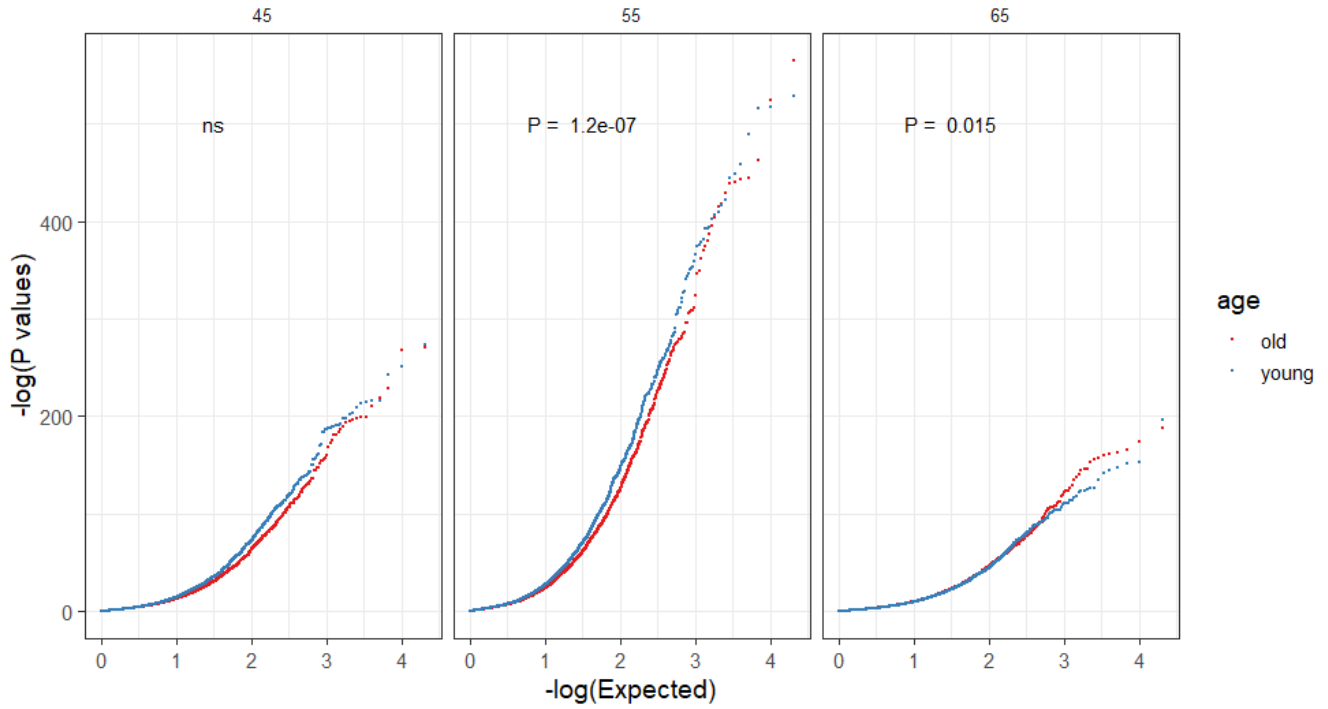 45 55 65
ns P = 1.2e-07 P = 0.015
400
200
0
-log(P values)
0 1 2 3 4 0 1 2 3 4 0 1 2 3 4
-log(Expected)
age
old
young